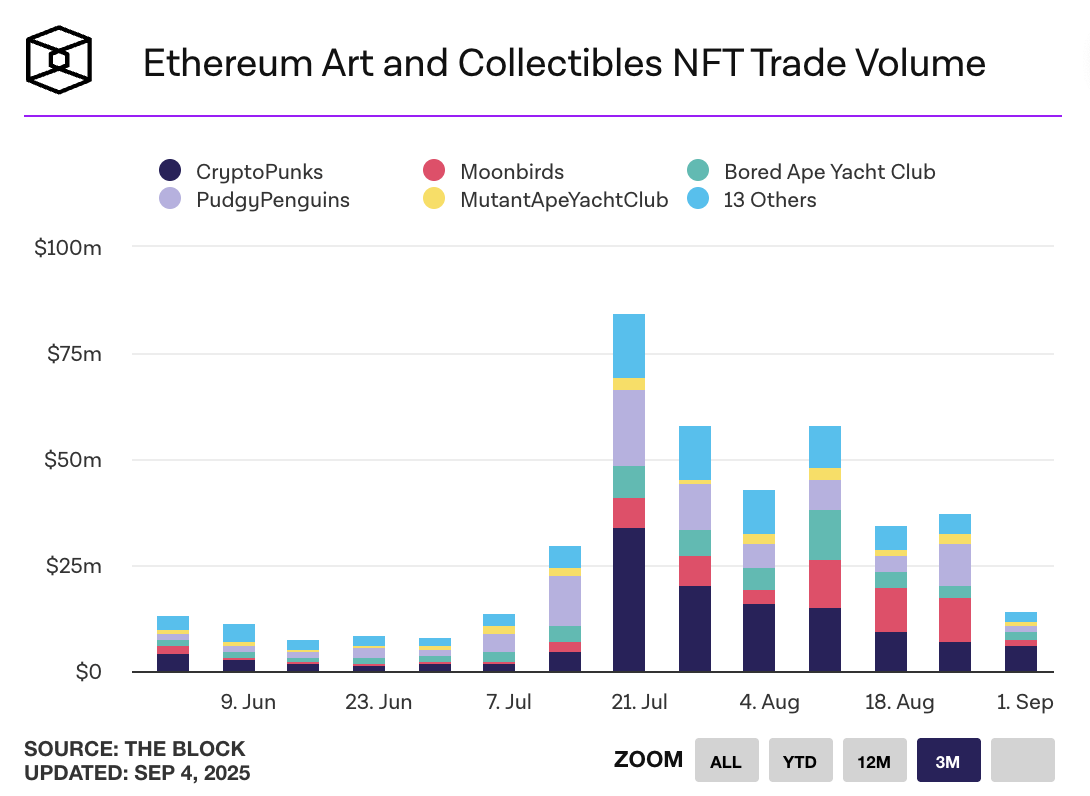 Ethereum Art and Collectibles NFT Trade Volume
CryptoPunks Moonbirds Bored Ape Yacht Club
PudgyPenguins MutantApeYachtClub 13 Others
$100m
$75m
$50m
$25m
$0
9. Jun 23. Jun 7. Jul 21. Jul 4. Aug 18. Aug 1. Sep
SOURCE: THE BLOCK
UPDATED: SEP 4, 2025
ZOOM ALL YTD 12M 3M